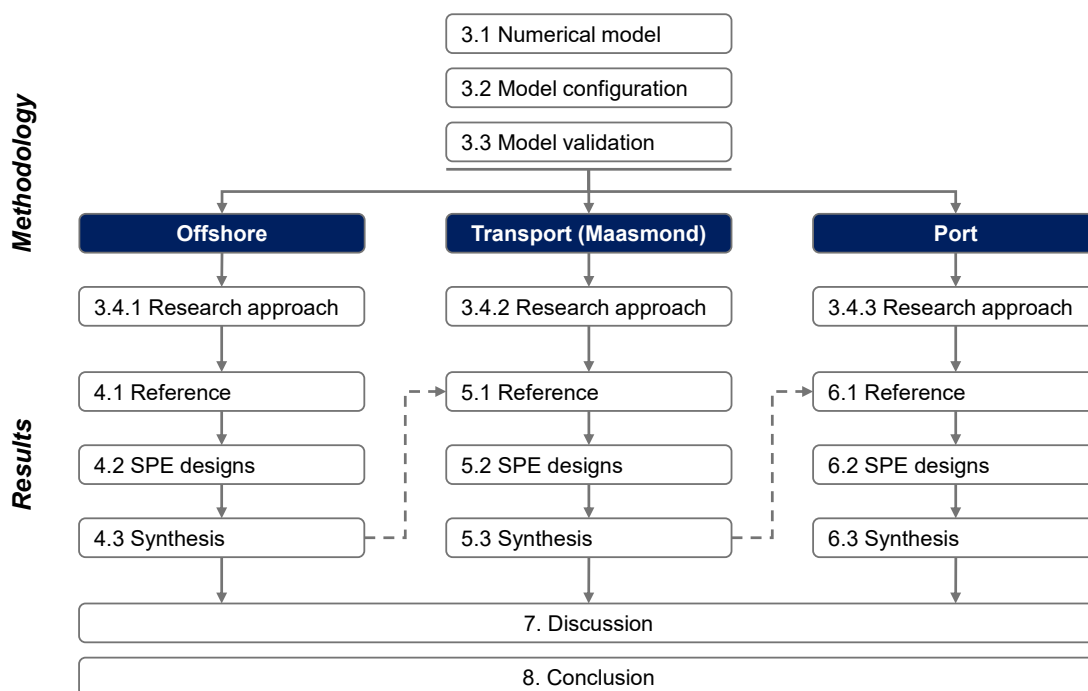 3.1 Numerical model
3.2 Model configuration
3.3 Model validation
Methodology
Offshore
Transport (Maasmond)
Port
3.4.1 Research approach
3.4.2 Research approach
3.4.3 Research approach
Results
4.1 Reference
5.1 Reference
6.1 Reference
4.2 SPE designs
5.2 SPE designs
6.2 SPE designs
4.3 Synthesis
5.3 Synthesis
6.3 Synthesis
7. Discussion
8. Conclusion